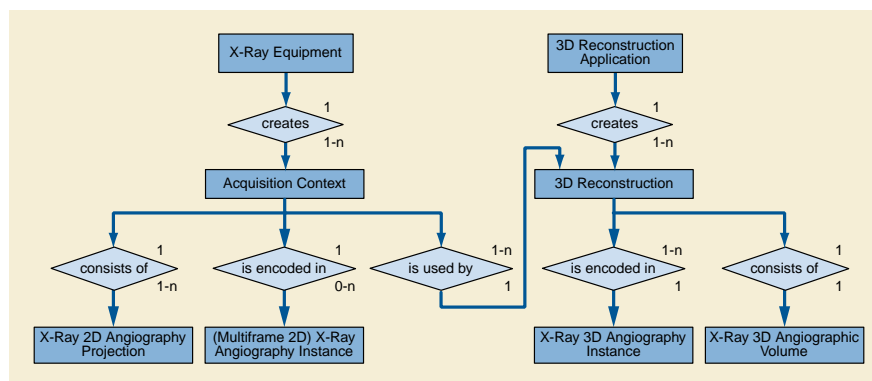 X-Ray Equipment
3D Reconstruction
Application
1
creates
1-n
1
creates
1-n
Acquisition Context
3D Reconstruction
1
consists of
1-n
1
is encoded in
0-n
1-n
is used by
1
1-n
is encoded in
1
1
consists of
1
X-Ray 2D Angiography
Projection
(Multiframe 2D) X-Ray
Angiography Instance
X-Ray 3D Angiography
Instance
X-Ray 3D Angiographic
Volume